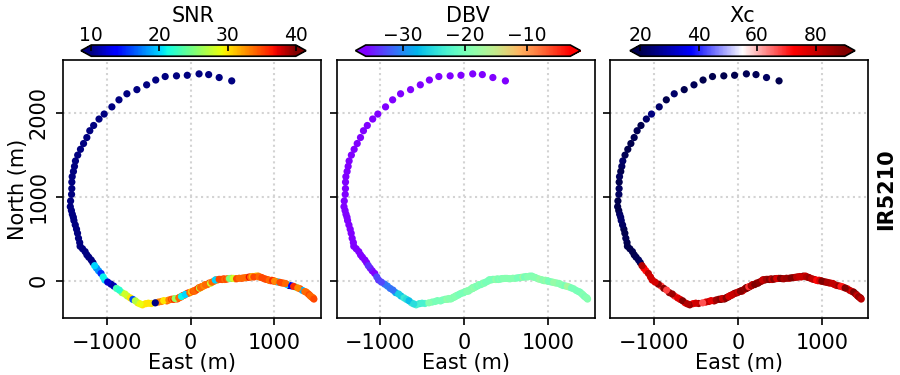 SNR DBV Xc
10 20 30 40 −30 −20 −10 20 40 60 80
2000
1000
0
North (m)
IR5210
−1000 0 1000 −1000 0 1000 −1000 0 1000
East (m) East (m) East (m)